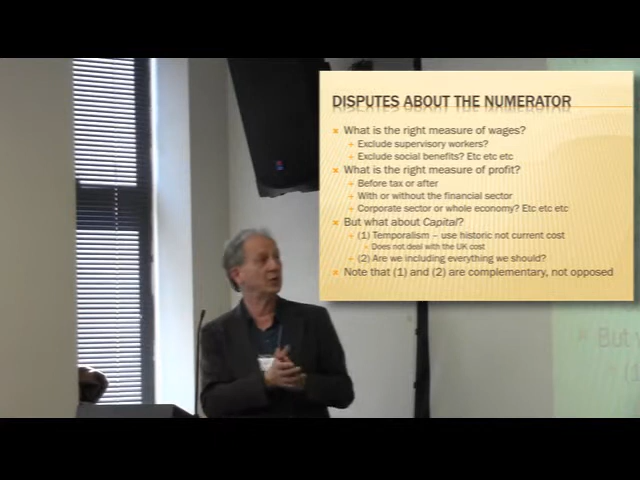 DISPUTES ABOUT THE NUMERATOR
What is the right measure of wages?
Exclude supervisory workers?
Exclude social benefits? Etc etc etc
What is the right measure of profit?
Before tax or after
With or without the financial sector
Corporate sector or whole economy? Etc etc etc
But what about Capital?
(1) Temporalism – use historic not current cost
Does not deal with the UK cost
(2) Are we including everything we should?
Note that (1) and (2) are complementary, not opposed
But
(1